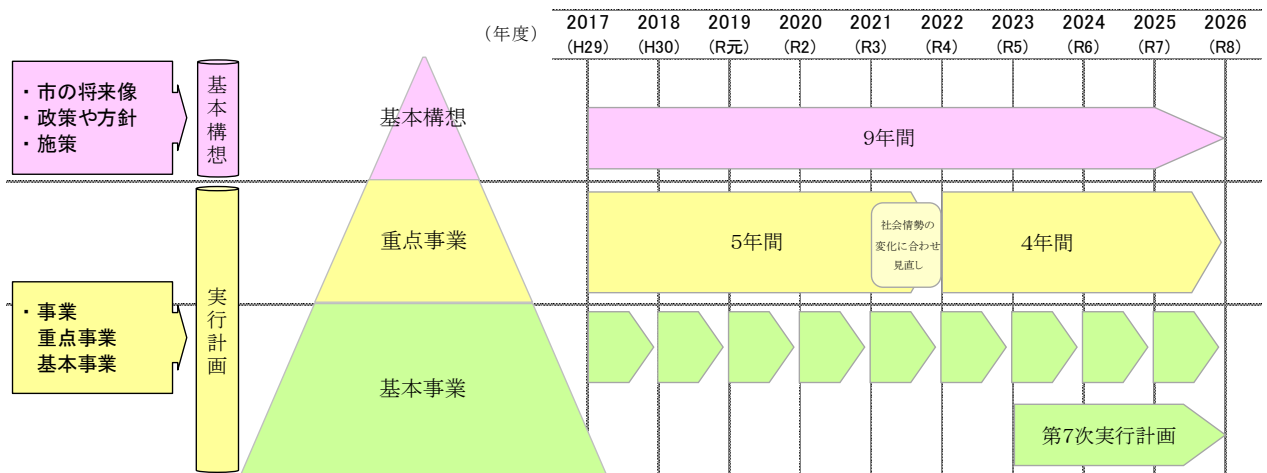 （年度）
2017 2018 2019 2020 2021 2022 2023 2024 2025 2026
（H29） （H30） （R元） （R2） （R3） （R4） （R5） （R6） （R7） （R8）
・市の将来像
・政策や方針
・施策
基本構想
基本構想
9年間
・事業
重点事業
基本事業
実行計画
重点事業
5年間
社会情勢の
変化に合わせ
見直し
4年間
基本事業
第7次実行計画